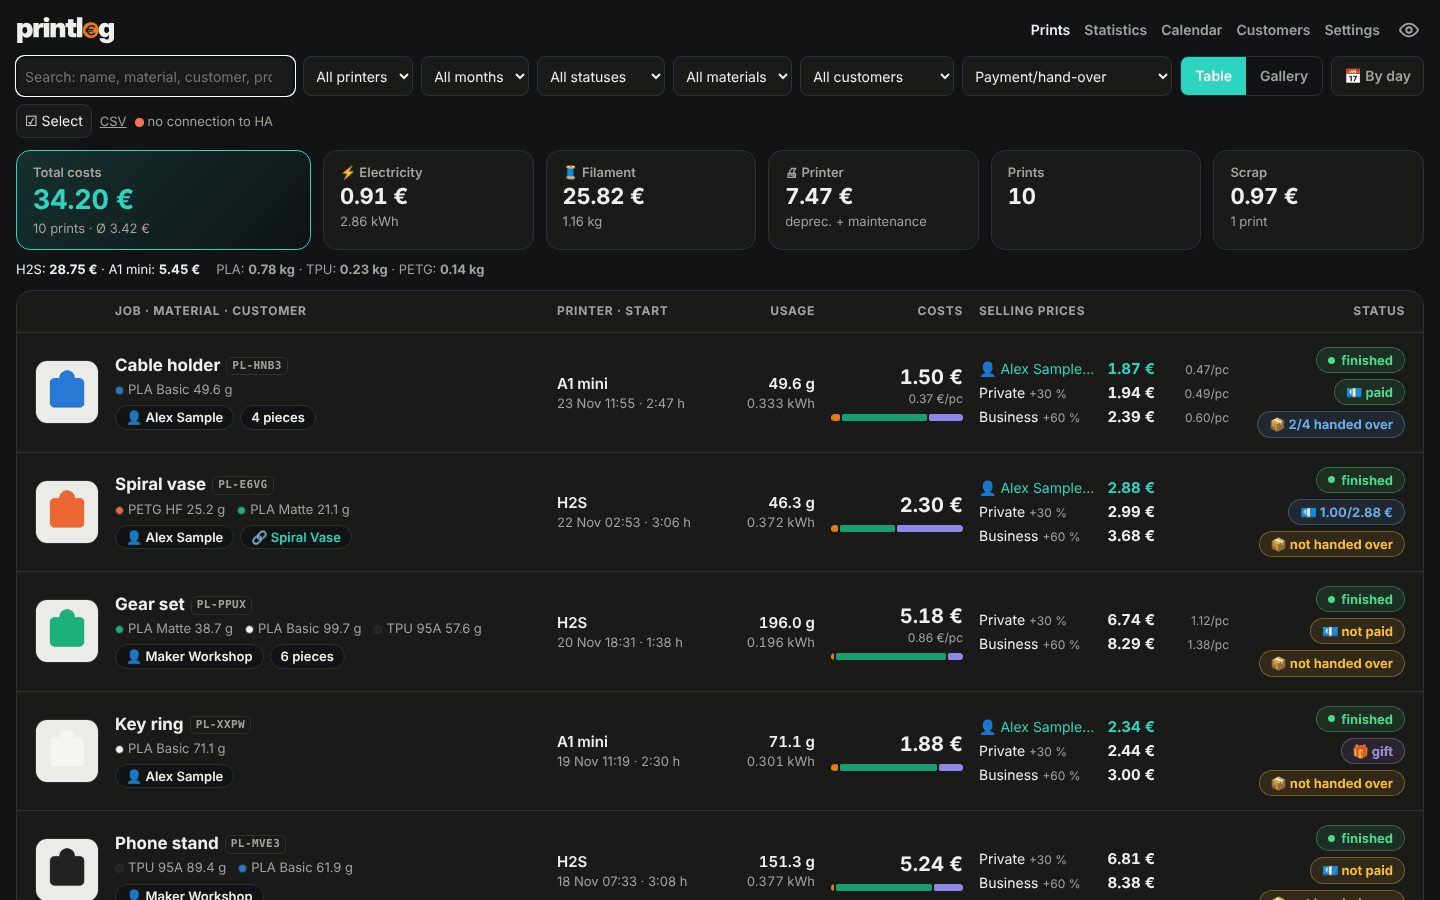 printlog
Prints Statistics Calendar Customers Settings
Search: name, material, customer, pro
All printers
All months
All statuses
All materials
All customers
Payment/hand-over
Table
Gallery
📅 By day
☑ Select
CSV
no connection to HA
Total costs
34.20 €
10 prints · Ø 3.42 €
⚡ Electricity
0.91 €
2.86 kWh
🧵 Filament
25.82 €
1.16 kg
🖨 Printer
7.47 €
deprec. + maintenance
Prints
10
Scrap
0.97 €
1 print
H2S: 28.75 € · A1 mini: 5.45 € PLA: 0.78 kg · TPU: 0.23 kg · PETG: 0.14 kg
JOB · MATERIAL · CUSTOMER PRINTER · START USAGE COSTS SELLING PRICES STATUS
Cable holder PL-HNB3
PLA Basic 49.6 g
👤 Alex Sample 4 pieces
A1 mini
23 Nov 11:55 · 2:47 h
49.6 g
0.333 kWh
1.50 €
0.37 €/pc
👤 Alex Sample... 1.87 € 0.47/pc
Private +30 % 1.94 € 0.49/pc
Business +60 % 2.39 € 0.60/pc
finished
💶 paid
📦 2/4 handed over
Spiral vase PL-E6VG
PETG HF 25.2 g PLA Matte 21.1 g
👤 Alex Sample 🔗 Spiral Vase
H2S
22 Nov 02:53 · 3:06 h
46.3 g
0.372 kWh
2.30 €
👤 Alex Sample... 2.88 €
Private +30 % 2.99 €
Business +60 % 3.68 €
finished
💶 1.00/2.88 €
📦 not handed over
Gear set PL-PPUX
PLA Matte 38.7 g PLA Basic 99.7 g TPU 95A 57.6 g
👤 Maker Workshop 6 pieces
H2S
20 Nov 18:31 · 1:38 h
196.0 g
0.196 kWh
5.18 €
0.86 €/pc
Private +30 % 6.74 € 1.12/pc
Business +60 % 8.29 € 1.38/pc
finished
💶 not paid
📦 not handed over
Key ring PL-XXPW
PLA Basic 71.1 g
👤 Alex Sample
A1 mini
19 Nov 11:19 · 2:30 h
71.1 g
0.301 kWh
1.88 €
👤 Alex Sample... 2.34 €
Private +30 % 2.44 €
Business +60 % 3.00 €
finished
🎁 gift
📦 not handed over
Phone stand PL-MVE3
TPU 95A 89.4 g PLA Basic 61.9 g
👤 Maker Workshop
H2S
18 Nov 07:33 · 3:08 h
151.3 g
0.377 kWh
5.24 €
Private +30 % 6.81 €
Business +60 % 8.38 €
finished
💶 not paid